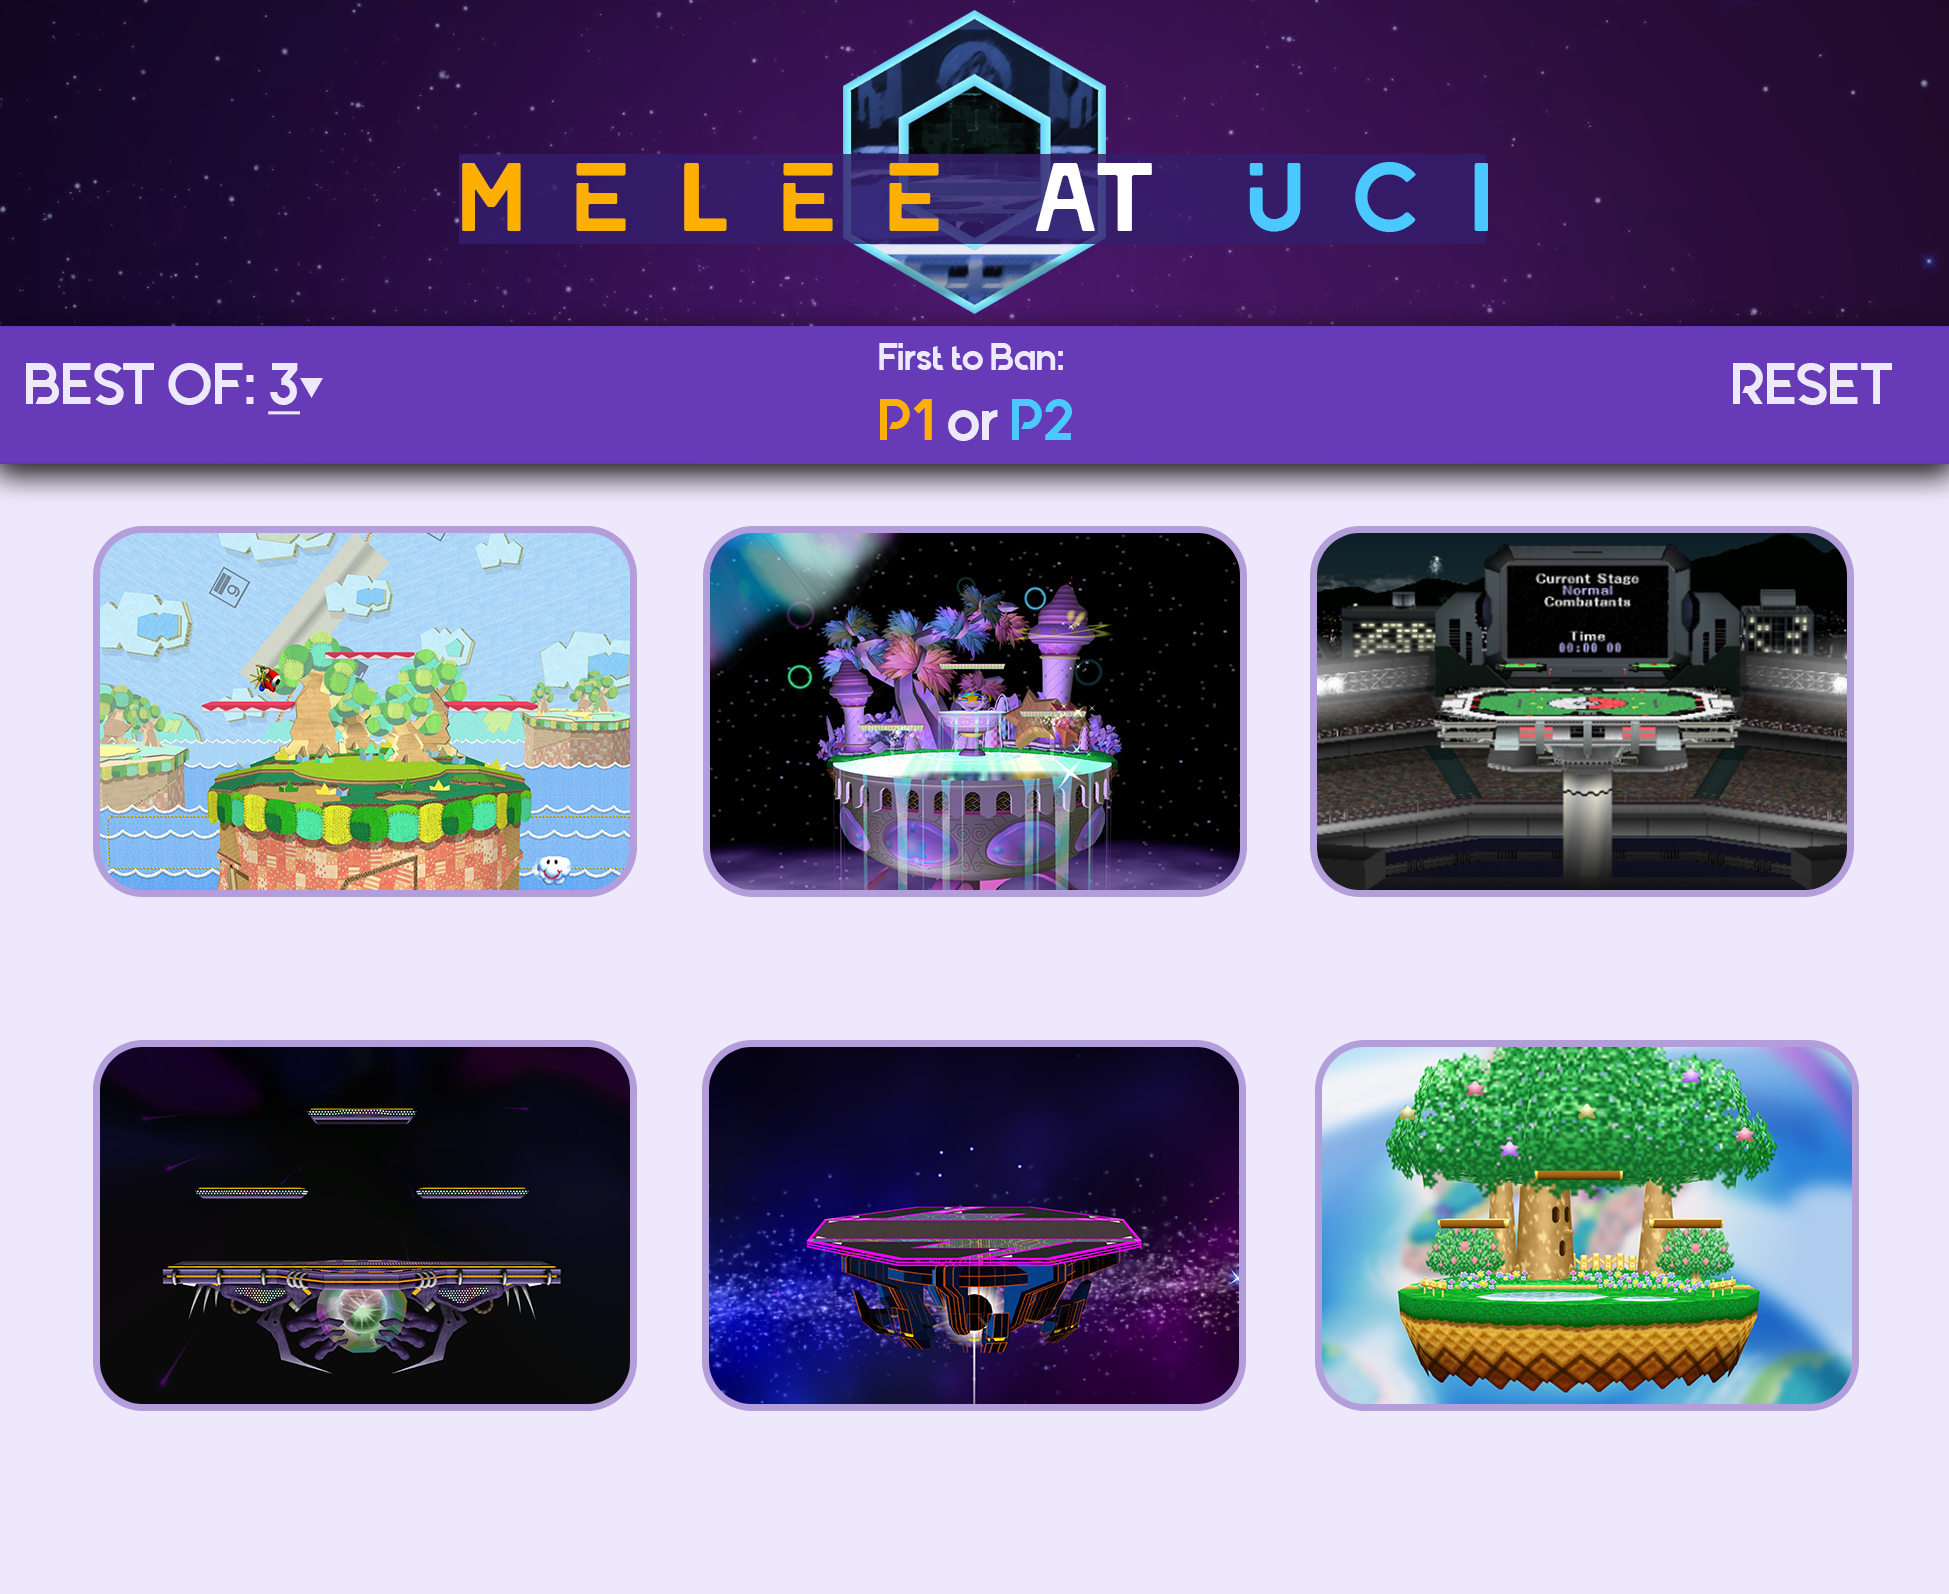 MELEE AT UCI
BEST OF: 3▾
First to Ban:
P1 or P2
RESET
Current Stage
Normal
Combatants
Time
00:00 00